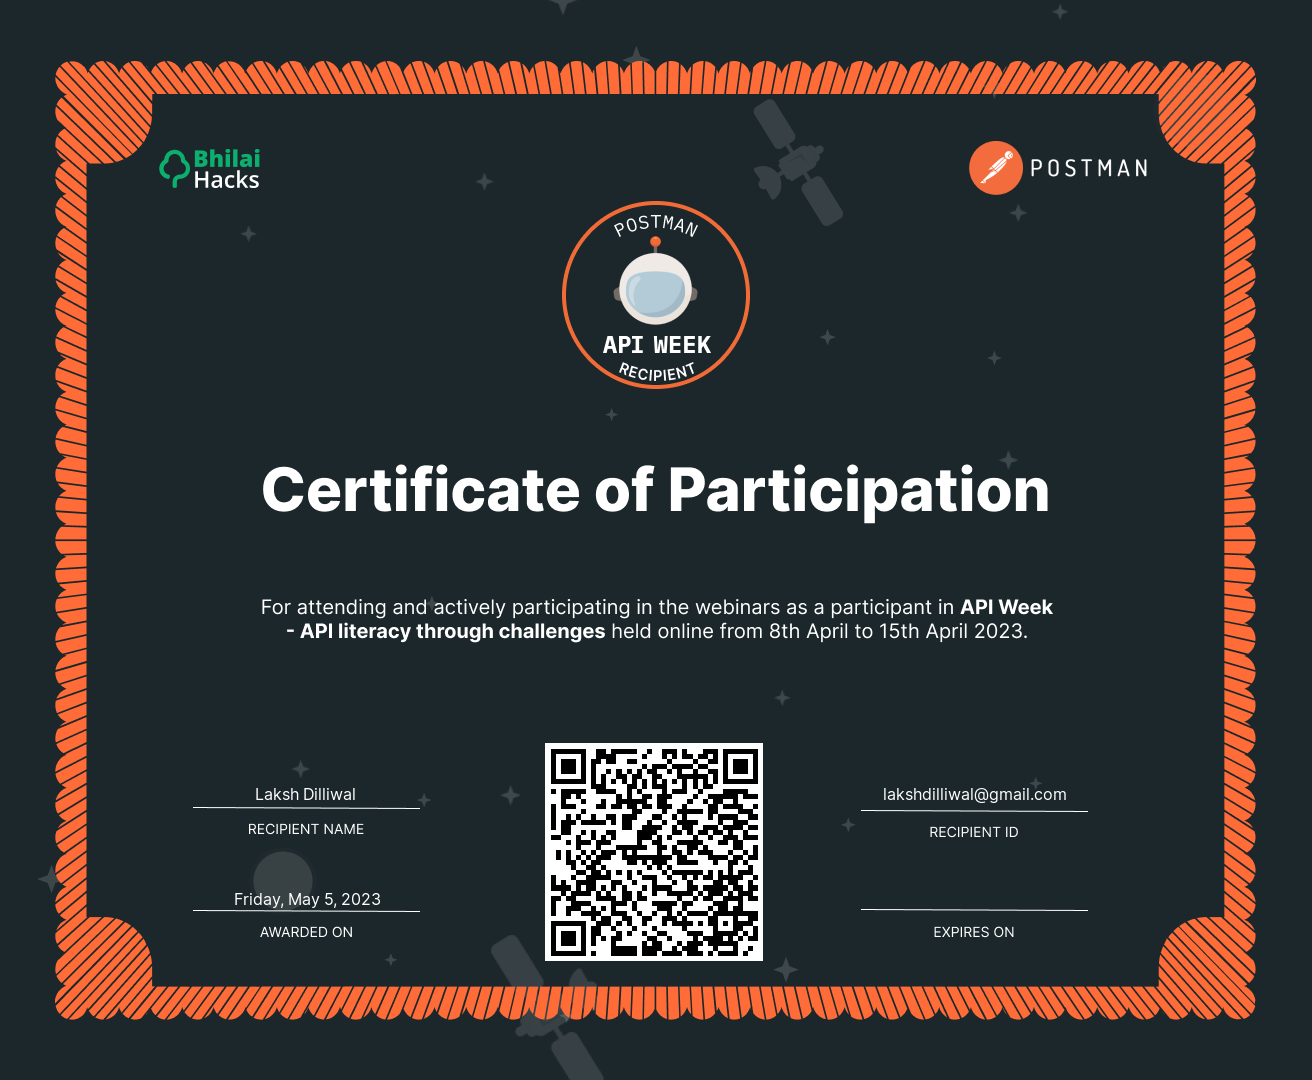 Bhilai
Hacks
POSTMAN
POSTMAN
API WEEK
RECIPIENT
Certificate of Participation
For attending and actively participating in the webinars as a participant in API Week
- API literacy through challenges held online from 8th April to 15th April 2023.
Laksh Dilliwal
RECIPIENT NAME
lakshdilliwal@gmail.com
RECIPIENT ID
Friday, May 5, 2023
AWARDED ON
EXPIRES ON